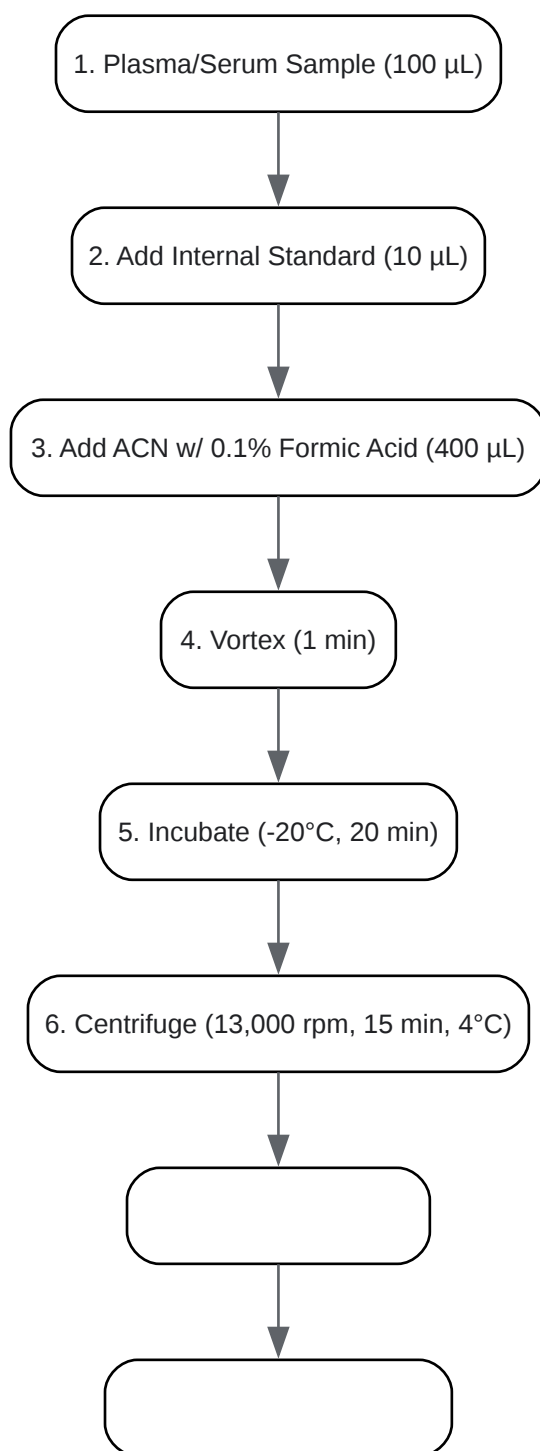 1. Plasma/Serum Sample (100 µL)
2. Add Internal Standard (10 µL)
3. Add ACN w/ 0.1% Formic Acid (400 µL)
4. Vortex (1 min)
5. Incubate (-20°C, 20 min)
6. Centrifuge (13,000 rpm, 15 min, 4°C)